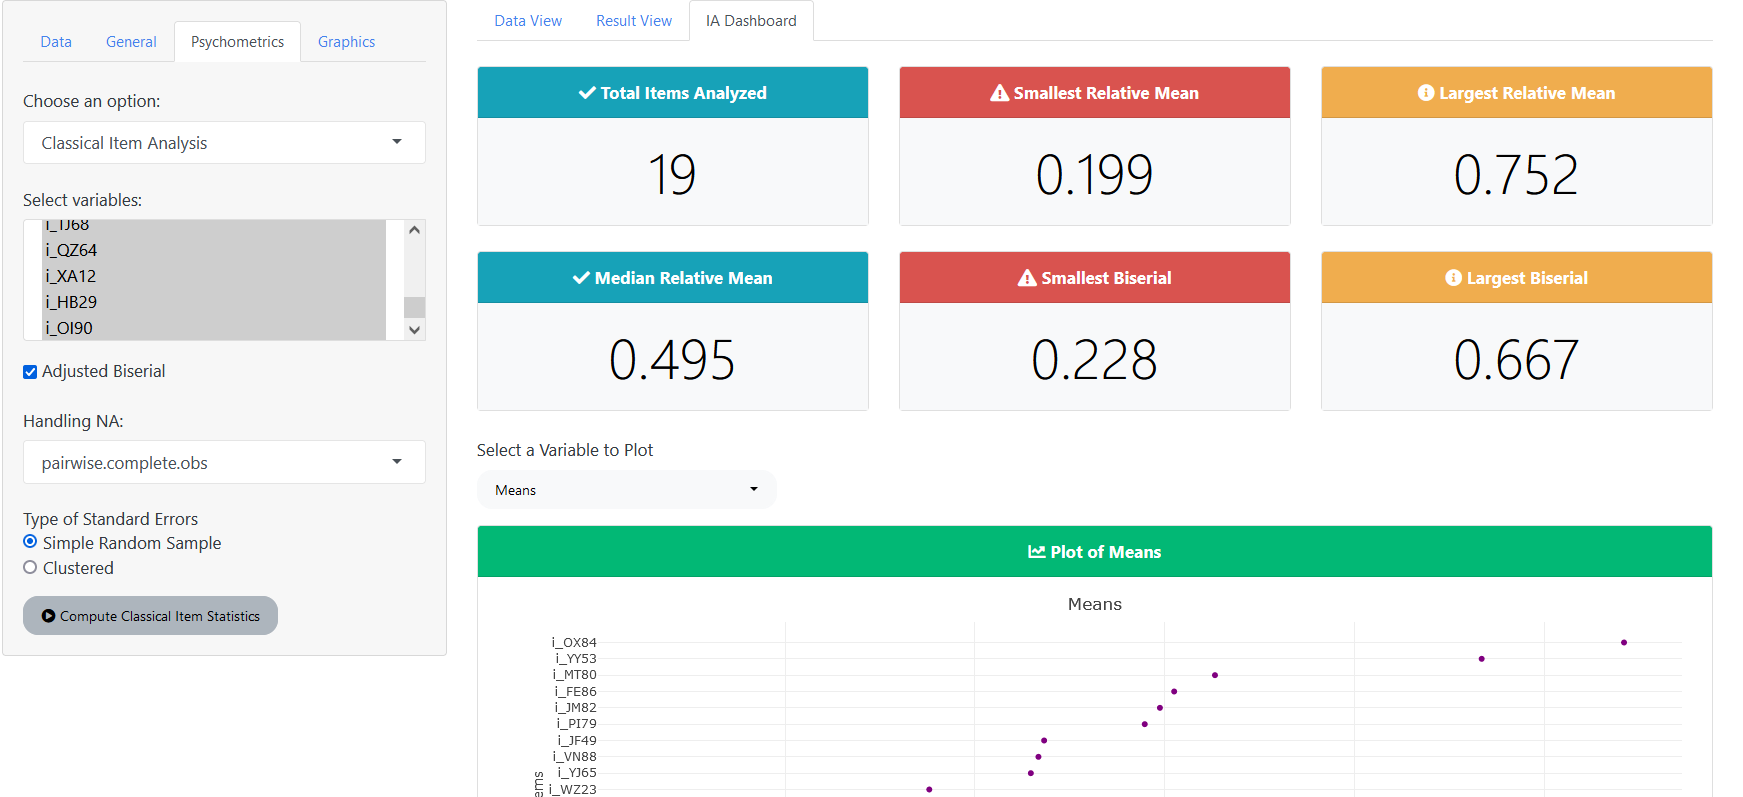 Data General Psychometrics Graphics
Choose an option:
Classical Item Analysis
Select variables:
i_TJ68
i_QZ64
i_XA12
i_HB29
i_OI90
Adjusted Biserial
Handling NA:
pairwise.complete.obs
Type of Standard Errors
Simple Random Sample
Clustered
Compute Classical Item Statistics
Data View Result View IA Dashboard
Total Items Analyzed
19
Smallest Relative Mean
0.199
Largest Relative Mean
0.752
Median Relative Mean
0.495
Smallest Biserial
0.228
Largest Biserial
0.667
Select a Variable to Plot
Means
Plot of Means
Means
i_OX84
i_YY53
i_MT80
i_FE86
i_JM82
i_PI79
i_JF49
i_VN88
i_YJ65
i_WZ23